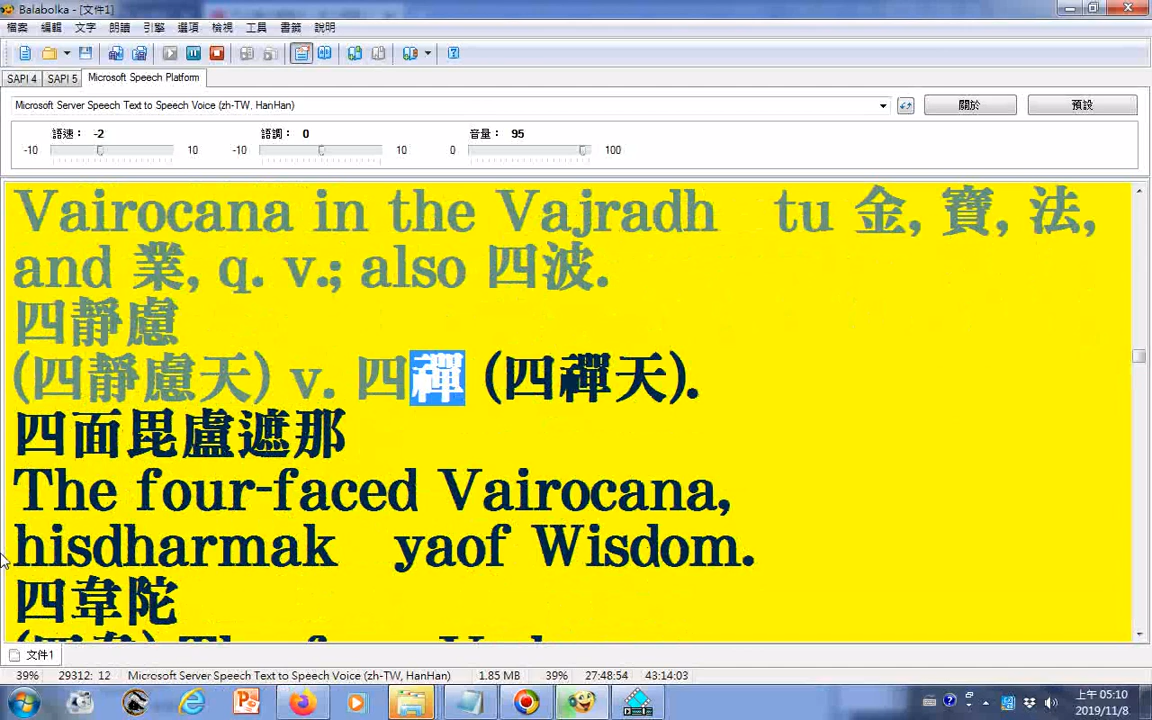 Balabolka - [文件1]
檔案 編輯 文字 朗讀 引擎 選項 檢視 工具 書籤 說明
SAPI 4 SAPI 5 Microsoft Speech Platform
Microsoft Server Speech Text to Speech Voice (zh-TW, HanHan) 關於 預設
語速： -2 語調： 0 音量： 95
-10 10 -10 10 0 100
Vairocana in the Vajradh tu 金, 寶, 法,
and 業, q. v.; also 四波.
四靜慮
(四靜慮天) v. 四禪 (四禪天).
四面毘盧遮那
The four-faced Vairocana,
hisdharmak yaof Wisdom.
四韋陀
文件1
39% 29312: 12 Microsoft Server Speech Text to Speech Voice (zh-TW, HanHan) 1.85 MB 39% 27:48:54 43:14:03
上午 05:10
2019/11/8